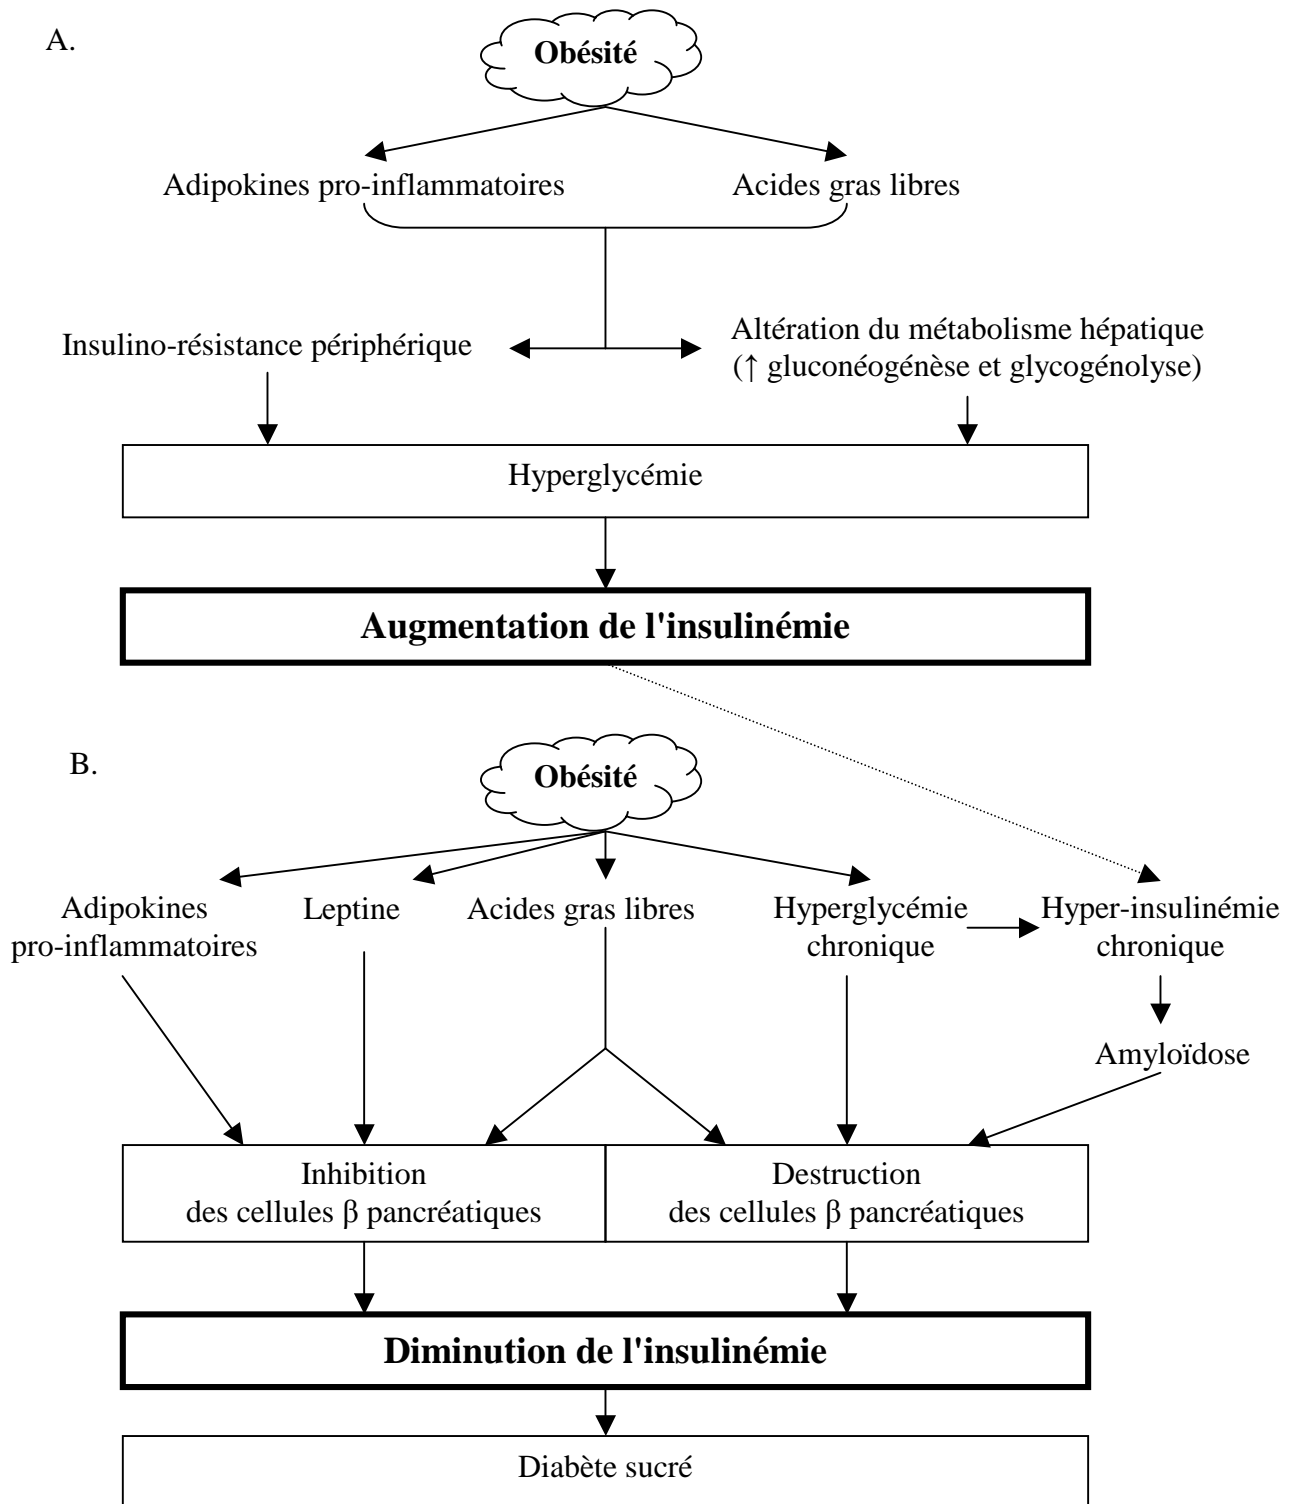 A.
Obésité
Adipokines pro-inflammatoires
Acides gras libres
Insulino-résistance périphérique
Altération du métabolisme hépatique
(↑ gluconéogénèse et glycogénolyse)
Hyperglycémie
Augmentation de l'insulinémie
B.
Obésité
Adipokines
pro-inflammatoires
Leptine
Acides gras libres
Hyperglycémie
chronique
Hyper-insulinémie
chronique
Amyloïdose
Inhibition
des cellules β pancréatiques
Destruction
des cellules β pancréatiques
Diminution de l'insulinémie
Diabète sucré